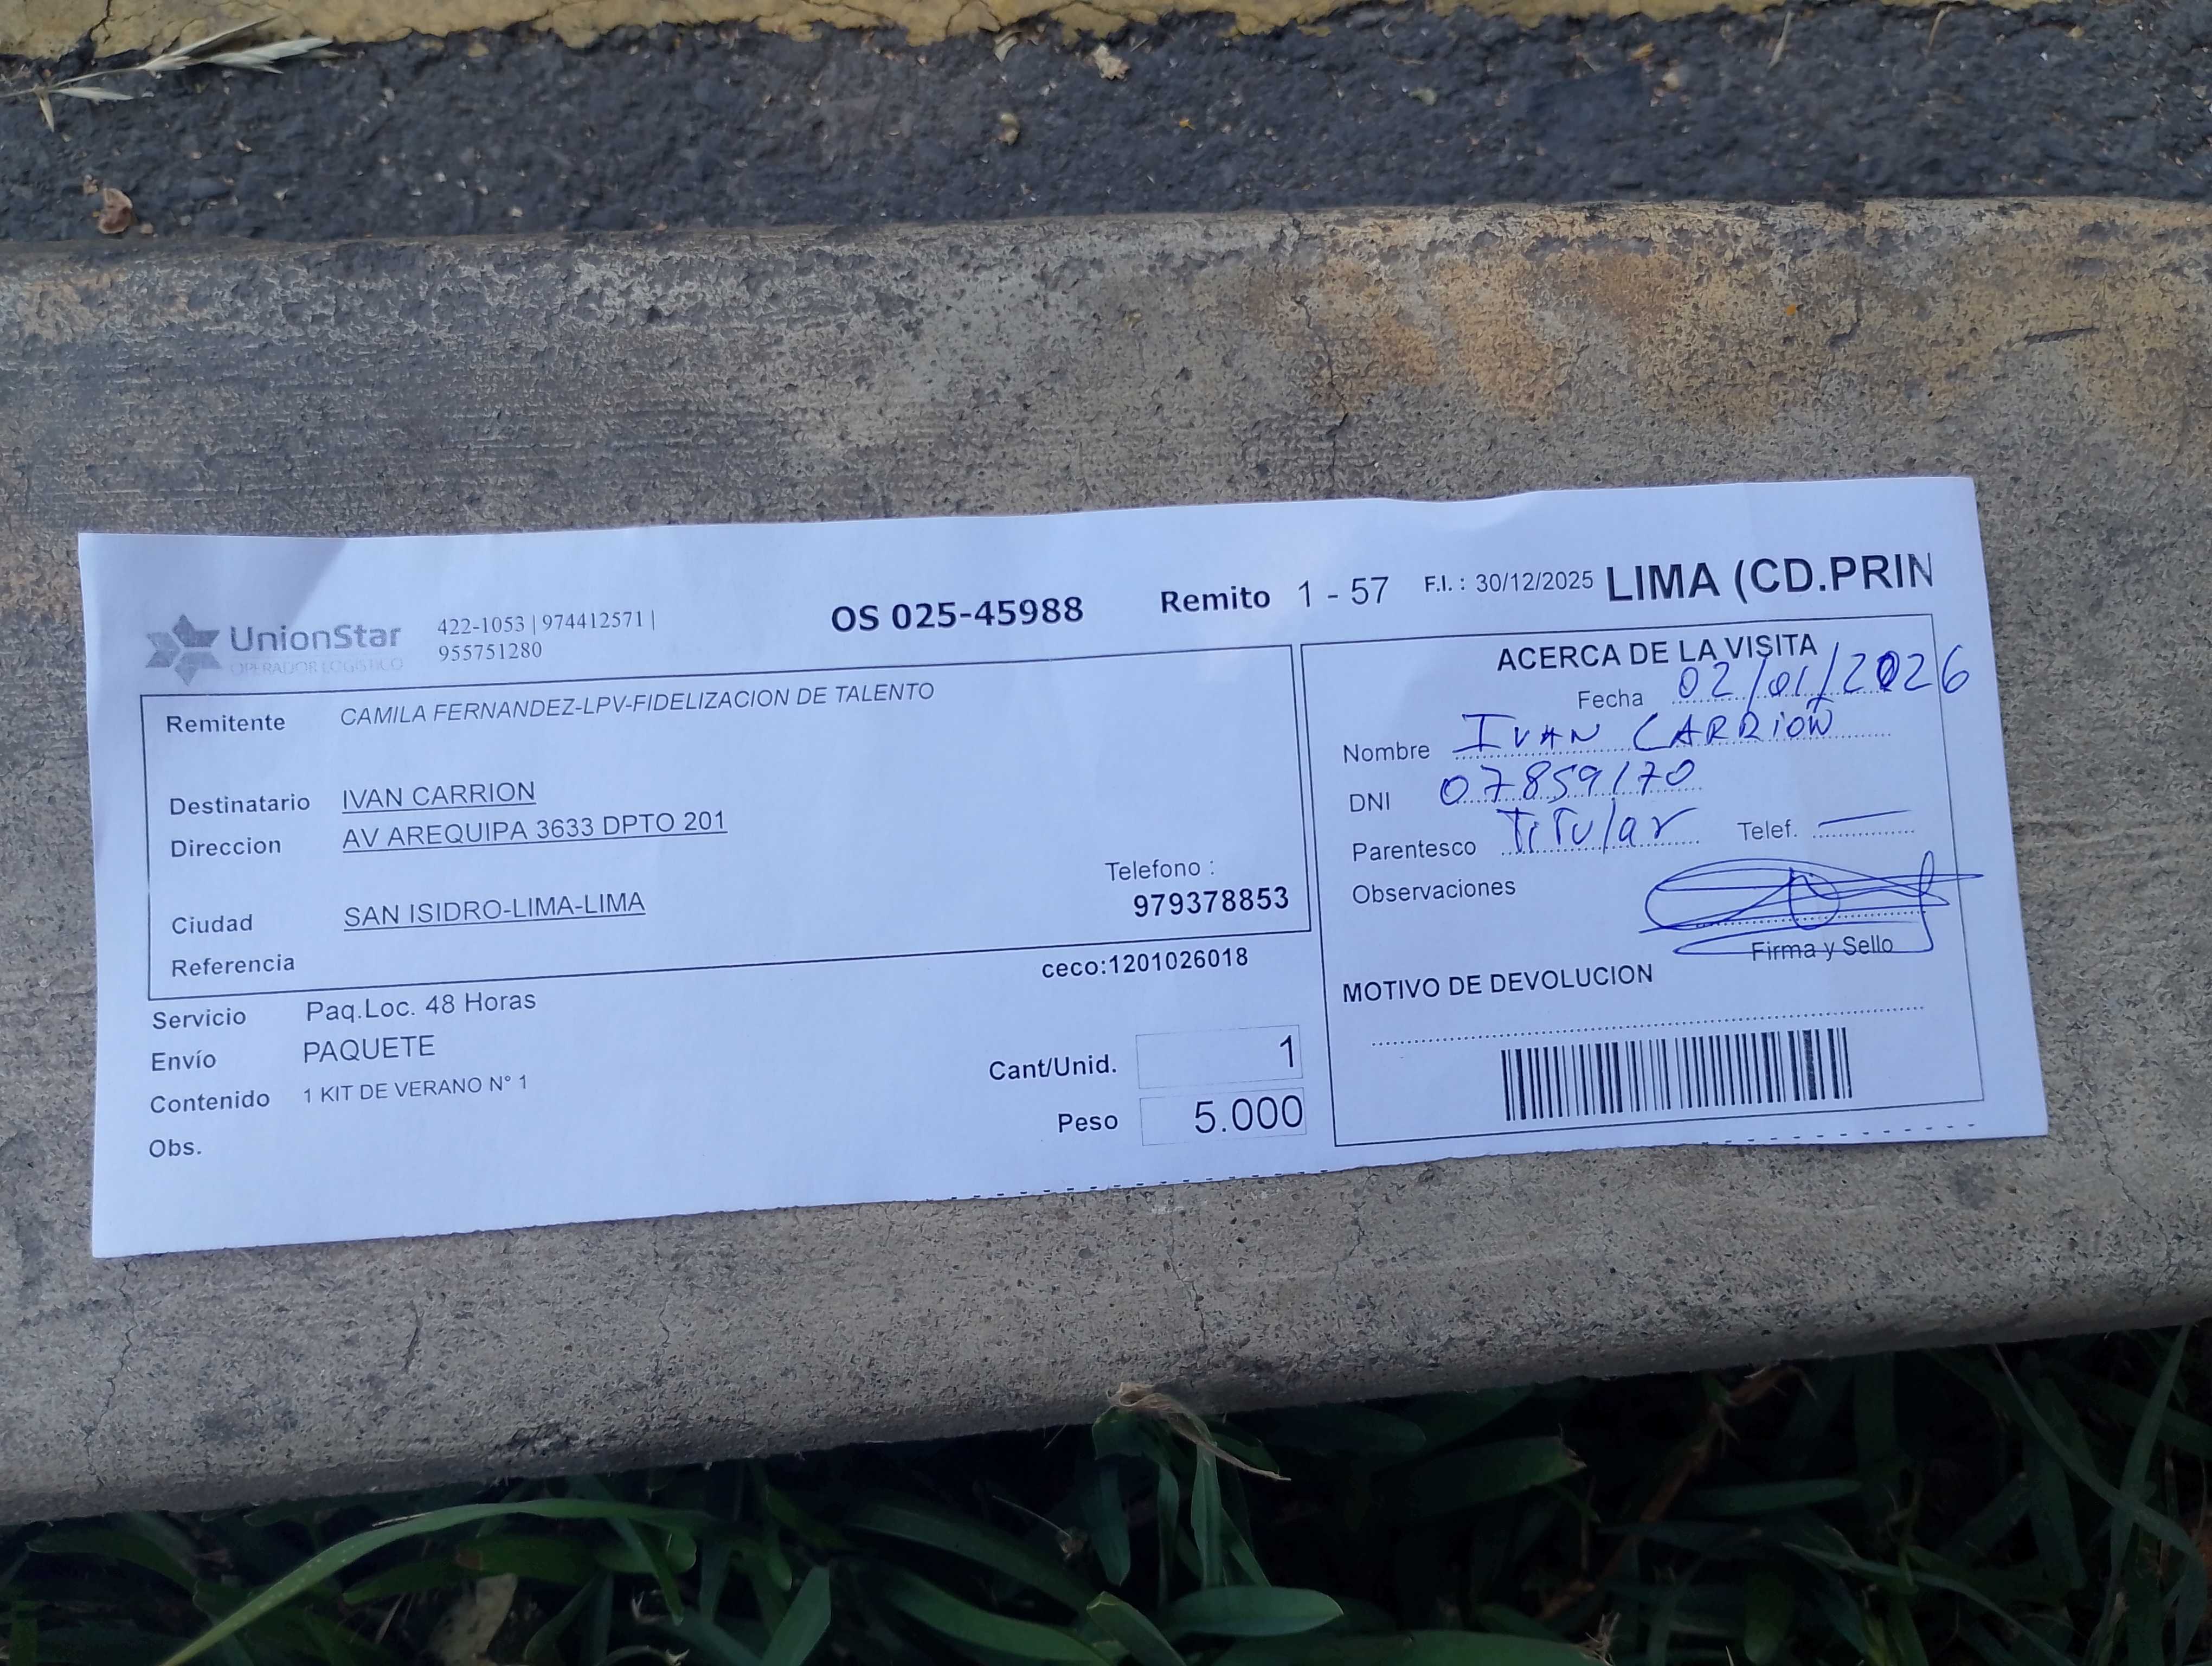 UnionStar
OPERADOR LOGISTICO
422-1053 | 974412571 |
955751280
OS 025-45988
Remito 1 - 57
F.I. : 30/12/2025
LIMA (CD.PRIN
Remitente CAMILA FERNANDEZ-LPV-FIDELIZACION DE TALENTO
Destinatario IVAN CARRION
Direccion AV AREQUIPA 3633 DPTO 201
Telefono :
979378853
Ciudad SAN ISIDRO-LIMA-LIMA
Referencia
ceco:1201026018
Servicio Paq.Loc. 48 Horas
Envío PAQUETE
Contenido 1 KIT DE VERANO N° 1
Obs.
Cant/Unid. 1
Peso 5.000
ACERCA DE LA VISITA
Fecha 02/01/2026
Nombre IVAN CARRIÓN
DNI 07859170
Parentesco Titular Telef. —
Observaciones
Firma y Sello
MOTIVO DE DEVOLUCION